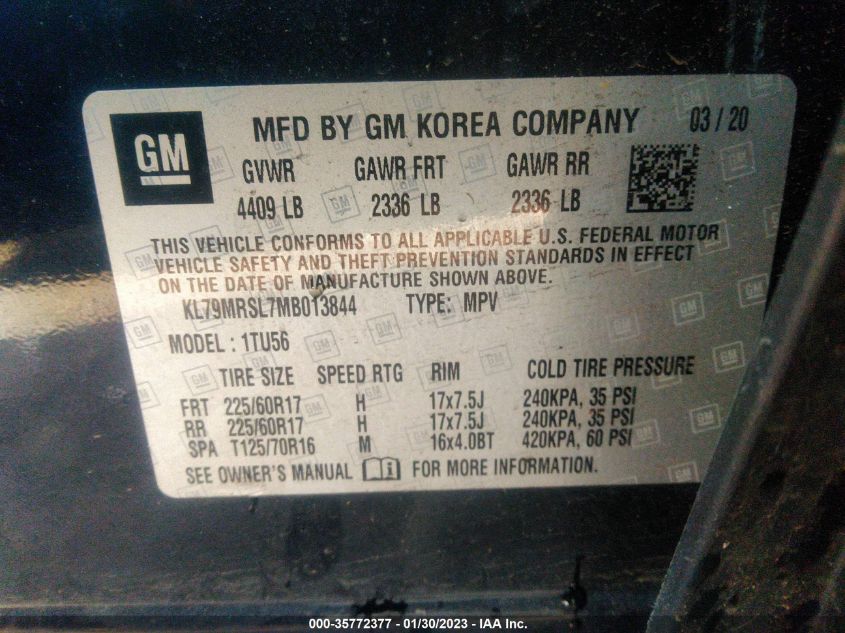 GM MFD BY GM KOREA COMPANY 03 / 20
GVWR GAWR FRT GAWR RR
4409 LB 2336 LB 2336 LB
THIS VEHICLE CONFORMS TO ALL APPLICABLE U.S. FEDERAL MOTOR
VEHICLE SAFETY AND THEFT PREVENTION STANDARDS IN EFFECT
ON THE DATE OF MANUFACTURE SHOWN ABOVE.
KL79MRSL7MB013844 TYPE: MPV
MODEL : 1TU56
TIRE SIZE SPEED RTG RIM COLD TIRE PRESSURE
FRT 225/60R17 H 17x7.5J 240KPA, 35 PSI
RR 225/60R17 H 17x7.5J 240KPA, 35 PSI
SPA T125/70R16 M 16x4.0BT 420KPA, 60 PSI
SEE OWNER'S MANUAL FOR MORE INFORMATION.
000-35772377 - 01/30/2023 - IAA Inc.